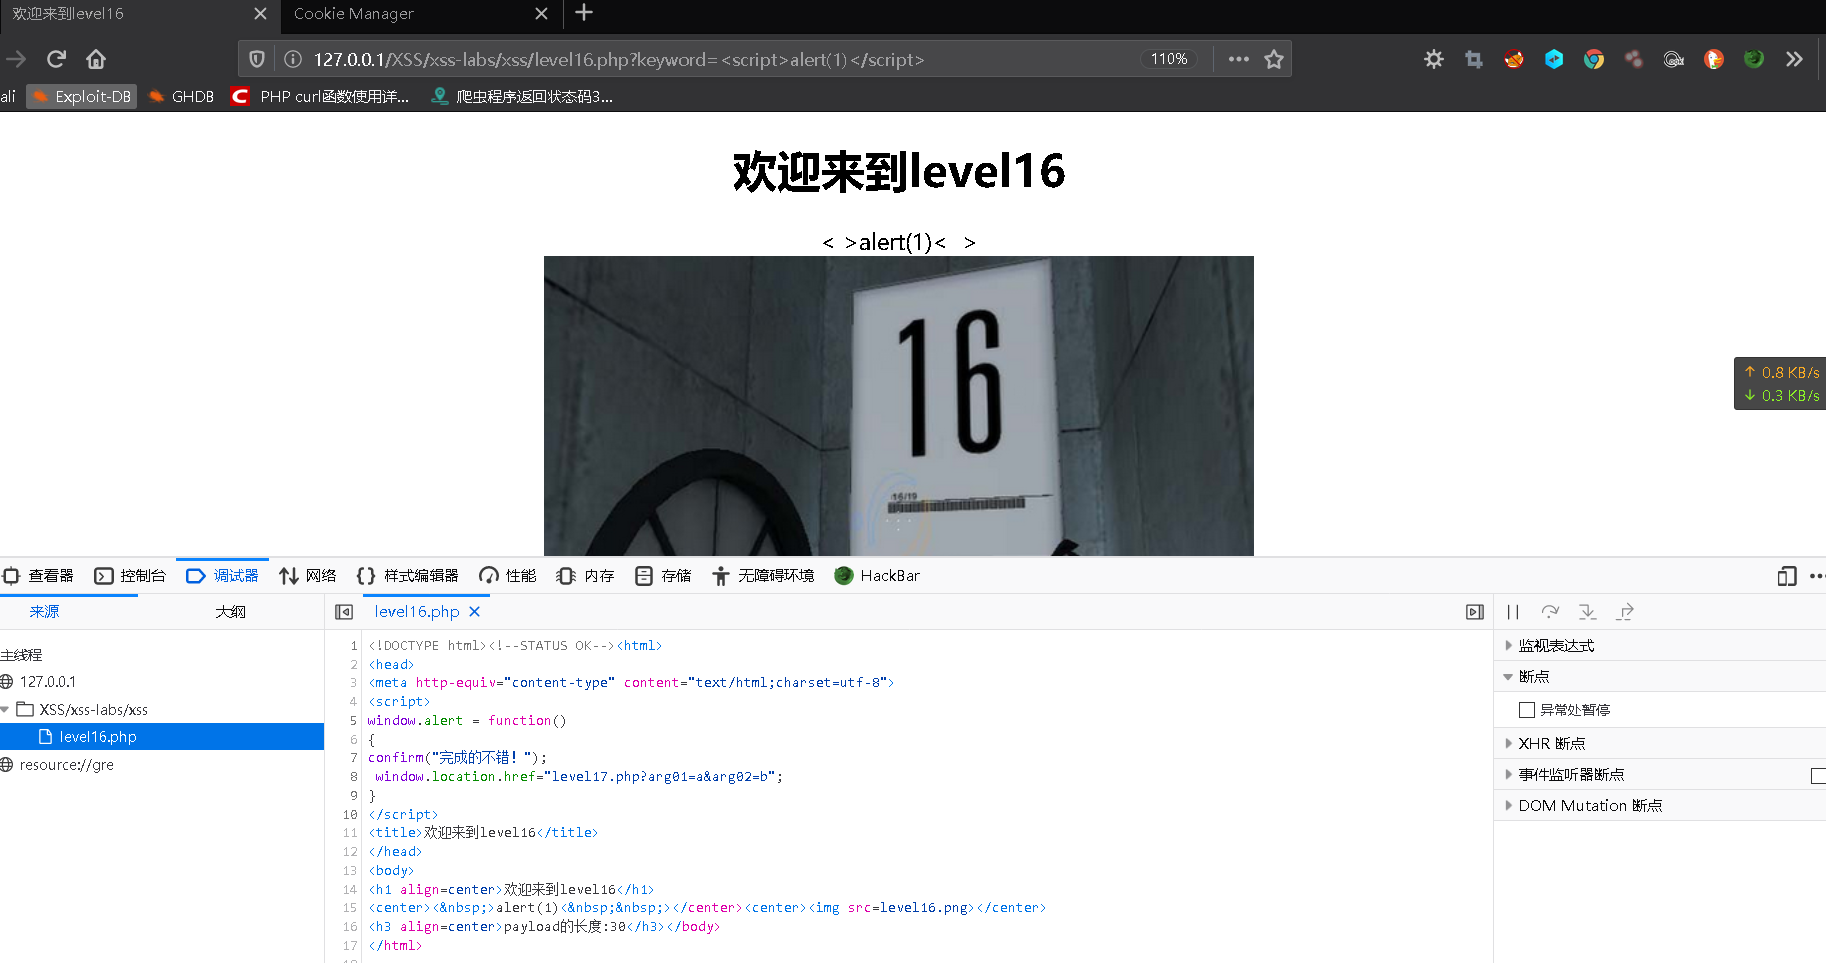 欢迎来到level16
Cookie Manager
127.0.0.1/XSS/xss-labs/xss/level16.php?keyword=<script>alert(1)</script>
110%
ali
Exploit-DB
GHDB
PHP curl函数使用详...
爬虫程序返回状态码3...
欢迎来到level16
< >alert(1)<  >
16
16/19
↑ 0.8 KB/s
↓ 0.3 KB/s
查看器
控制台
调试器
网络
样式编辑器
性能
内存
存储
无障碍环境
HackBar
来源
大纲
level16.php
主线程
127.0.0.1
XSS/xss-labs/xss
level16.php
resource://gre
1 <!DOCTYPE html><!--STATUS OK--><html>
2 <head>
3 <meta http-equiv="content-type" content="text/html;charset=utf-8">
4 <script>
5 window.alert = function()
6 {
7 confirm("完成的不错！");
8  window.location.href="level17.php?arg01=a&arg02=b";
9 }
10 </script>
11 <title>欢迎来到level16</title>
12 </head>
13 <body>
14 <h1 align=center>欢迎来到level16</h1>
15 <center><&nbsp;>alert(1)<&nbsp;&nbsp;></center><center><img src=level16.png></center>
16 <h3 align=center>payload的长度:30</h3></body>
17 </html>
18
监视表达式
断点
异常处暂停
XHR 断点
事件监听器断点
DOM Mutation 断点